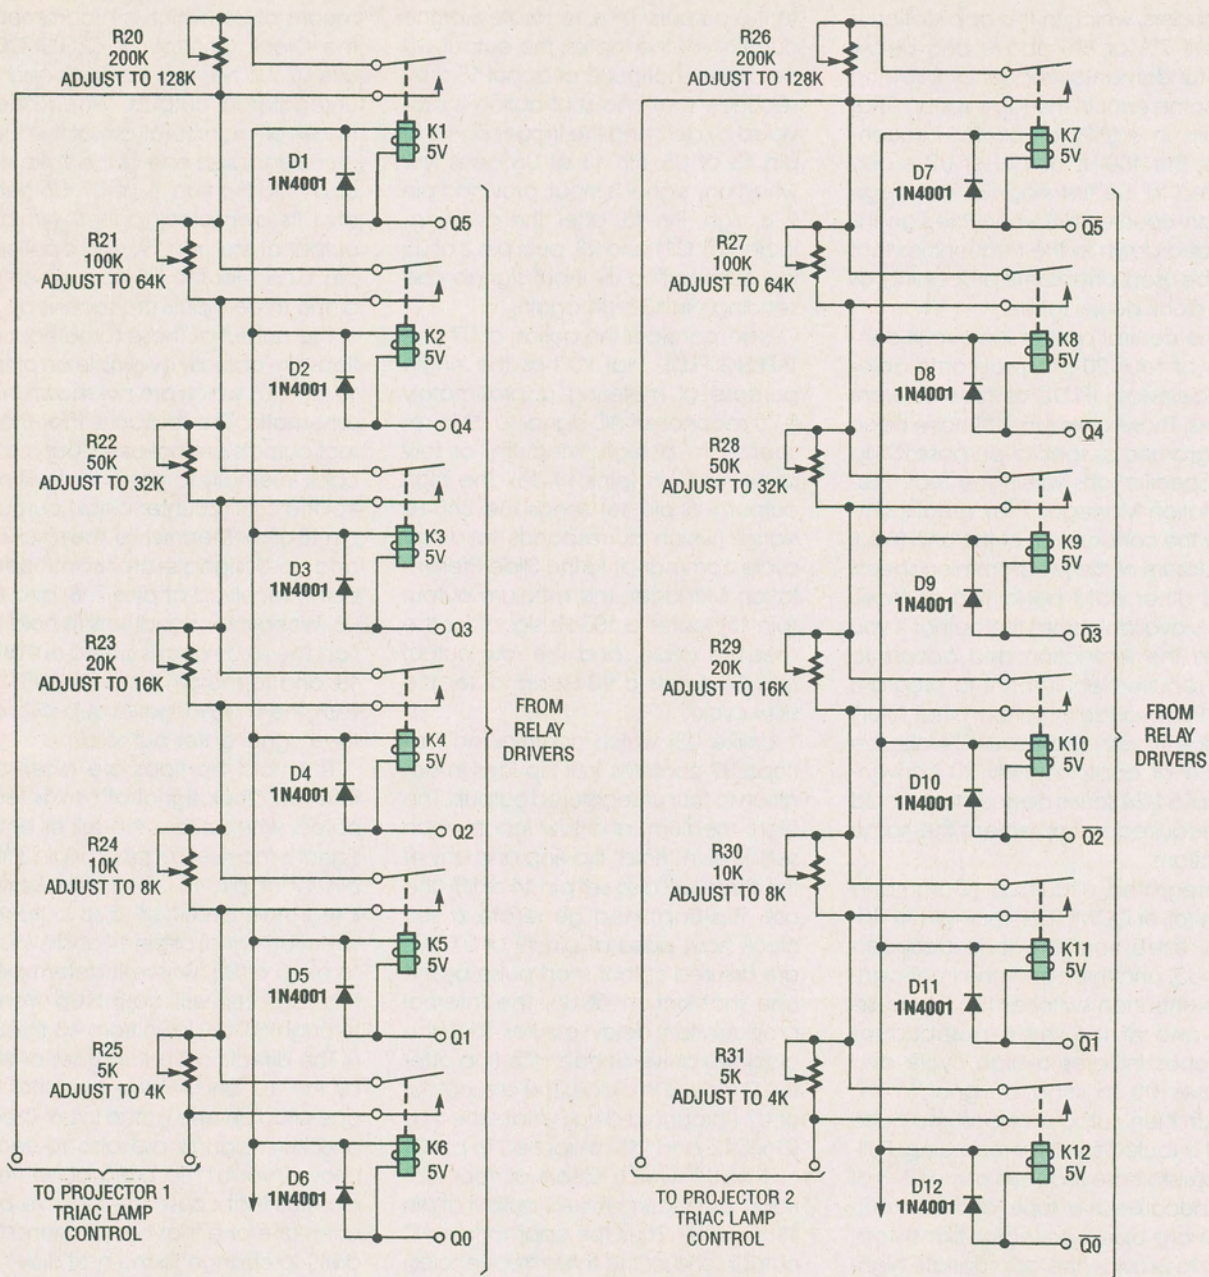 R20
200K
ADJUST TO 128K
K1
5V
D1
1N4001
Q5
R21
100K
ADJUST TO 64K
K2
5V
D2
1N4001
Q4
R22
50K
ADJUST TO 32K
K3
5V
D3
1N4001
Q3
R23
20K
ADJUST TO 16K
K4
5V
D4
1N4001
Q2
R24
10K
ADJUST TO 8K
K5
5V
D5
1N4001
Q1
R25
5K
ADJUST TO 4K
K6
5V
D6
1N4001
Q0
TO PROJECTOR 1
TRIAC LAMP
CONTROL
FROM
RELAY
DRIVERS
R26
200K
ADJUST TO 128K
K7
5V
D7
1N4001
Q̅5̅
R27
100K
ADJUST TO 64K
K8
5V
D8
1N4001
Q̅4̅
R28
50K
ADJUST TO 32K
K9
5V
D9
1N4001
Q̅3̅
R29
20K
ADJUST TO 16K
K10
5V
D10
1N4001
Q̅2̅
R30
10K
ADJUST TO 8K
K11
5V
D11
1N4001
Q̅1̅
R31
5K
ADJUST TO 4K
K12
5V
D12
1N4001
Q̅0̅
TO PROJECTOR 2
TRIAC LAMP
CONTROL
FROM
RELAY
DRIVERS